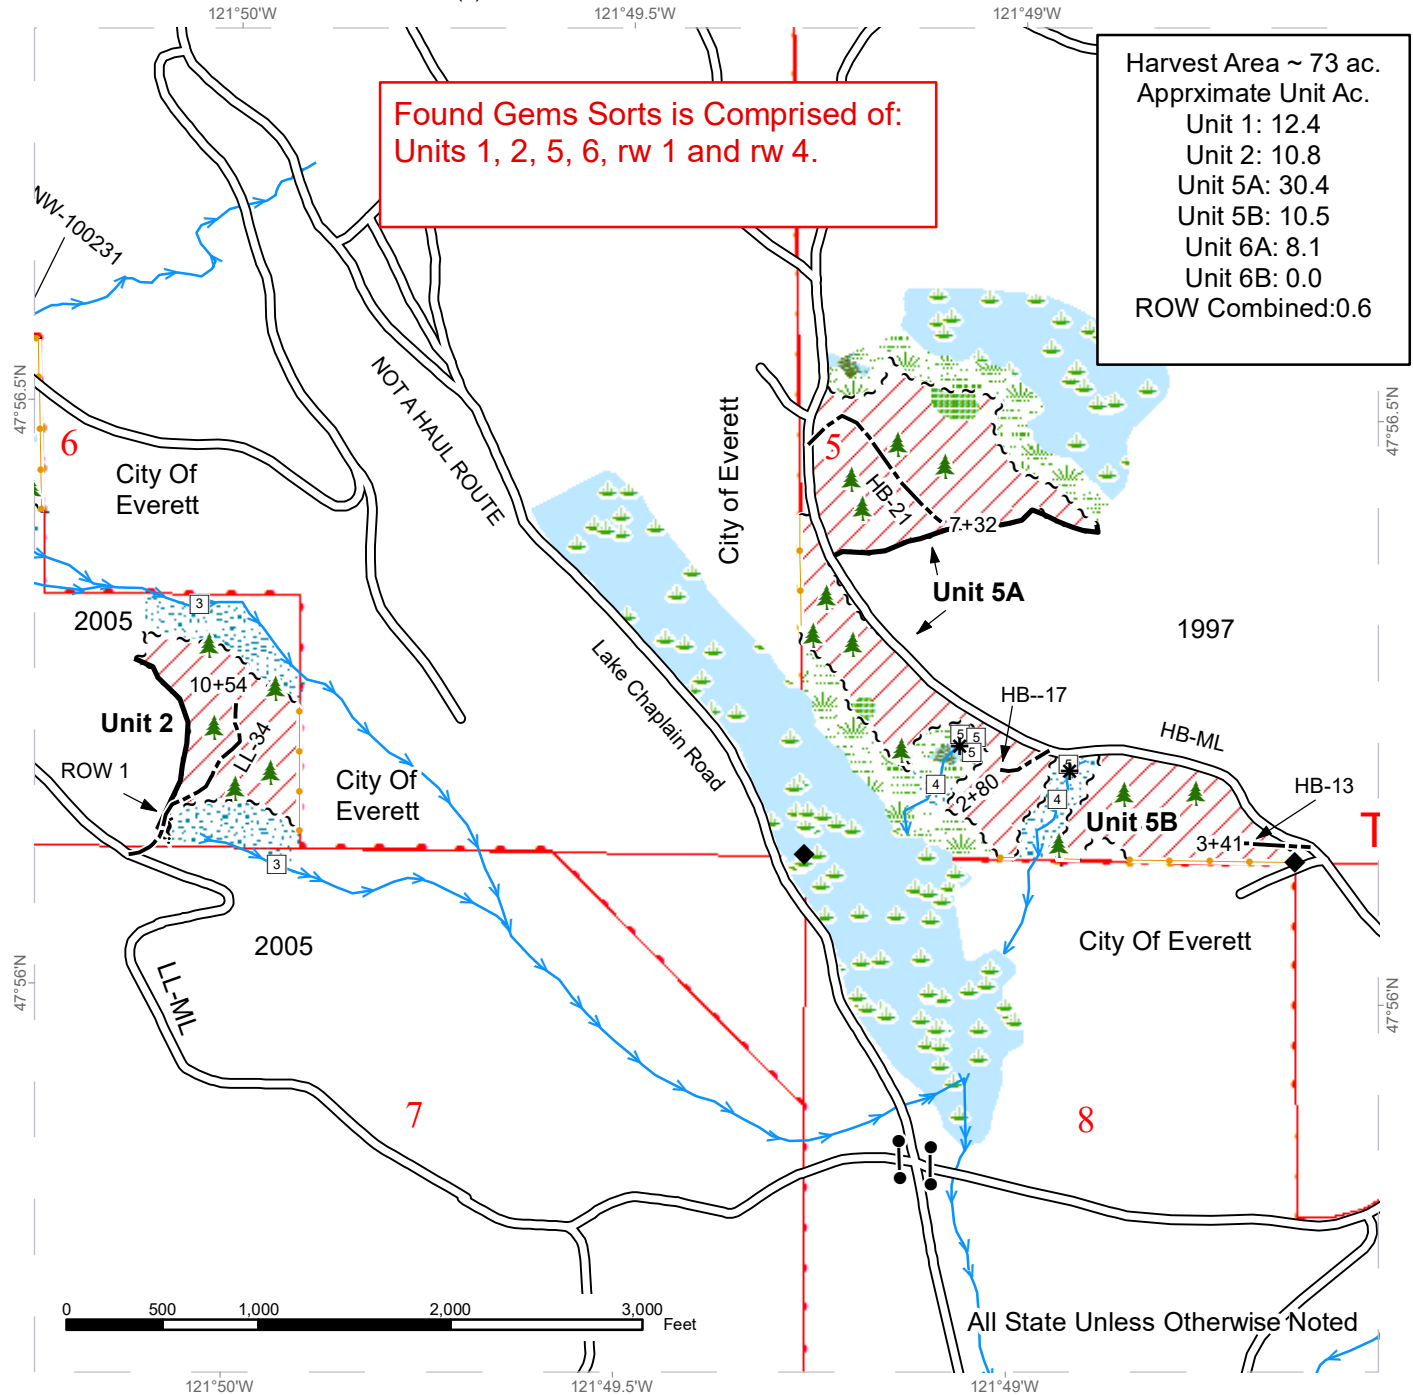 121°50'W
121°49.5'W
121°49'W
Harvest Area ~ 73 ac.
Apprximate Unit Ac.
Unit 1: 12.4
Unit 2: 10.8
Unit 5A: 30.4
Unit 5B: 10.5
Unit 6A: 8.1
Unit 6B: 0.0
ROW Combined:0.6
Found Gems Sorts is Comprised of:
Units 1, 2, 5, 6, rw 1 and rw 4.
NW-100231
47°56.5'N
47°56.5'N
NOT A HAUL ROUTE
City of Everett
6
City Of
Everett
5
HB-21
7+32
Unit 5A
3
2005
1997
Lake Chaplain Road
10+54
Unit 2
LL-34
HB--17
HB-ML
ROW 1
City Of
Everett
5
5
5
5
4
2+80
4
HB-13
Unit 5B
3+41
T
3
2005
City Of Everett
47°56'N
47°56'N
LL-ML
7
8
0
500
1,000
2,000
3,000
Feet
All State Unless Otherwise Noted
121°50'W
121°49.5'W
121°49'W